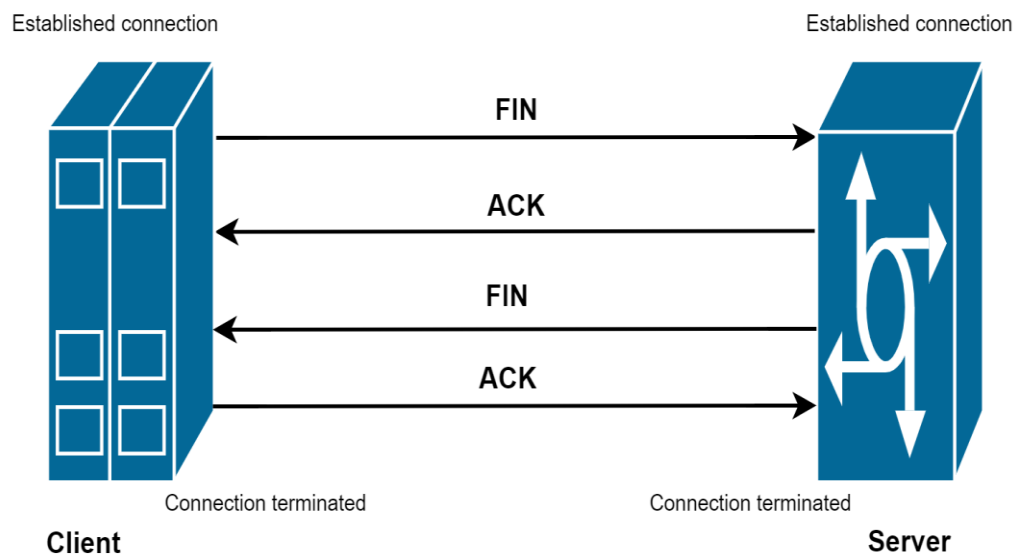 Established connection
Established connection
FIN
ACK
FIN
ACK
Connection terminated
Connection terminated
Client
Server